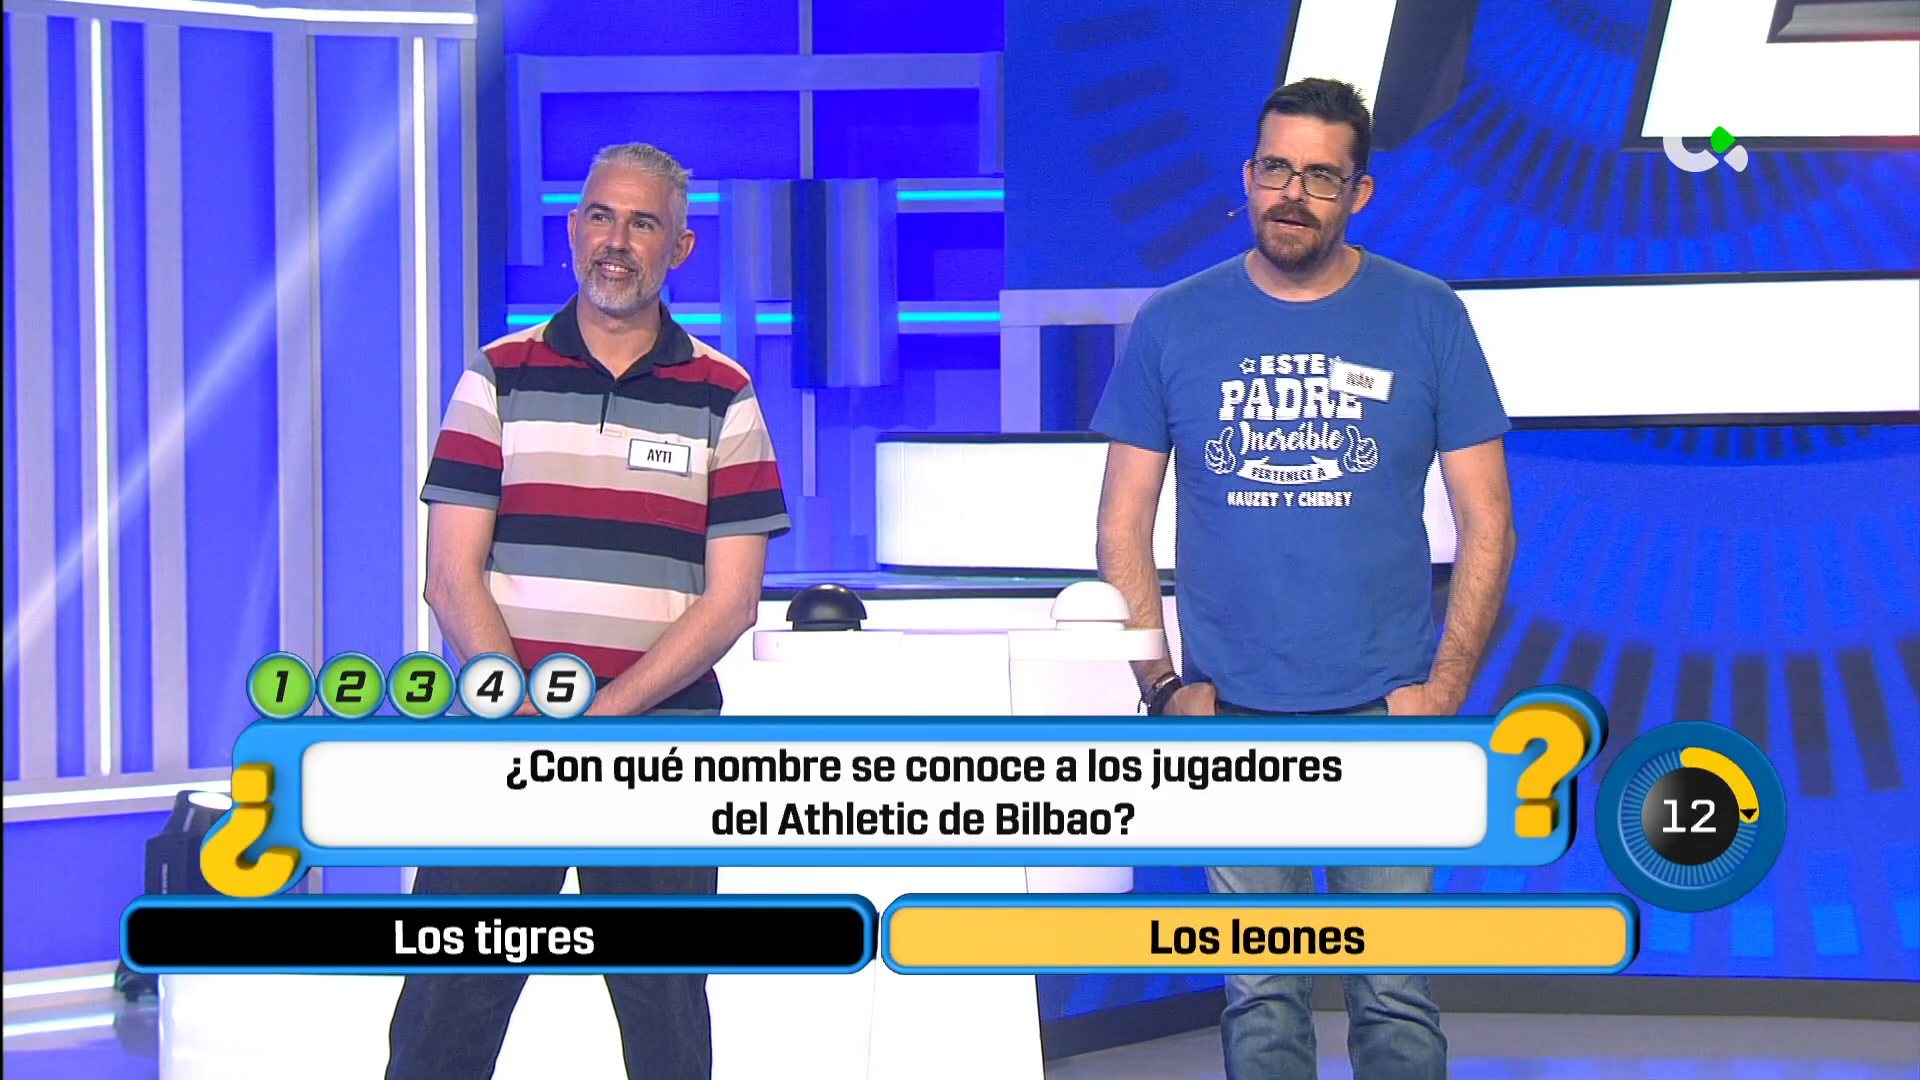 AYTI
IVÁN
ESTE
PADRE
Increíble
PERTENECE A
NAUZET Y CHEDEY
1 2 3 4 5
¿Con qué nombre se conoce a los jugadores
del Athletic de Bilbao?
12
Los tigres
Los leones